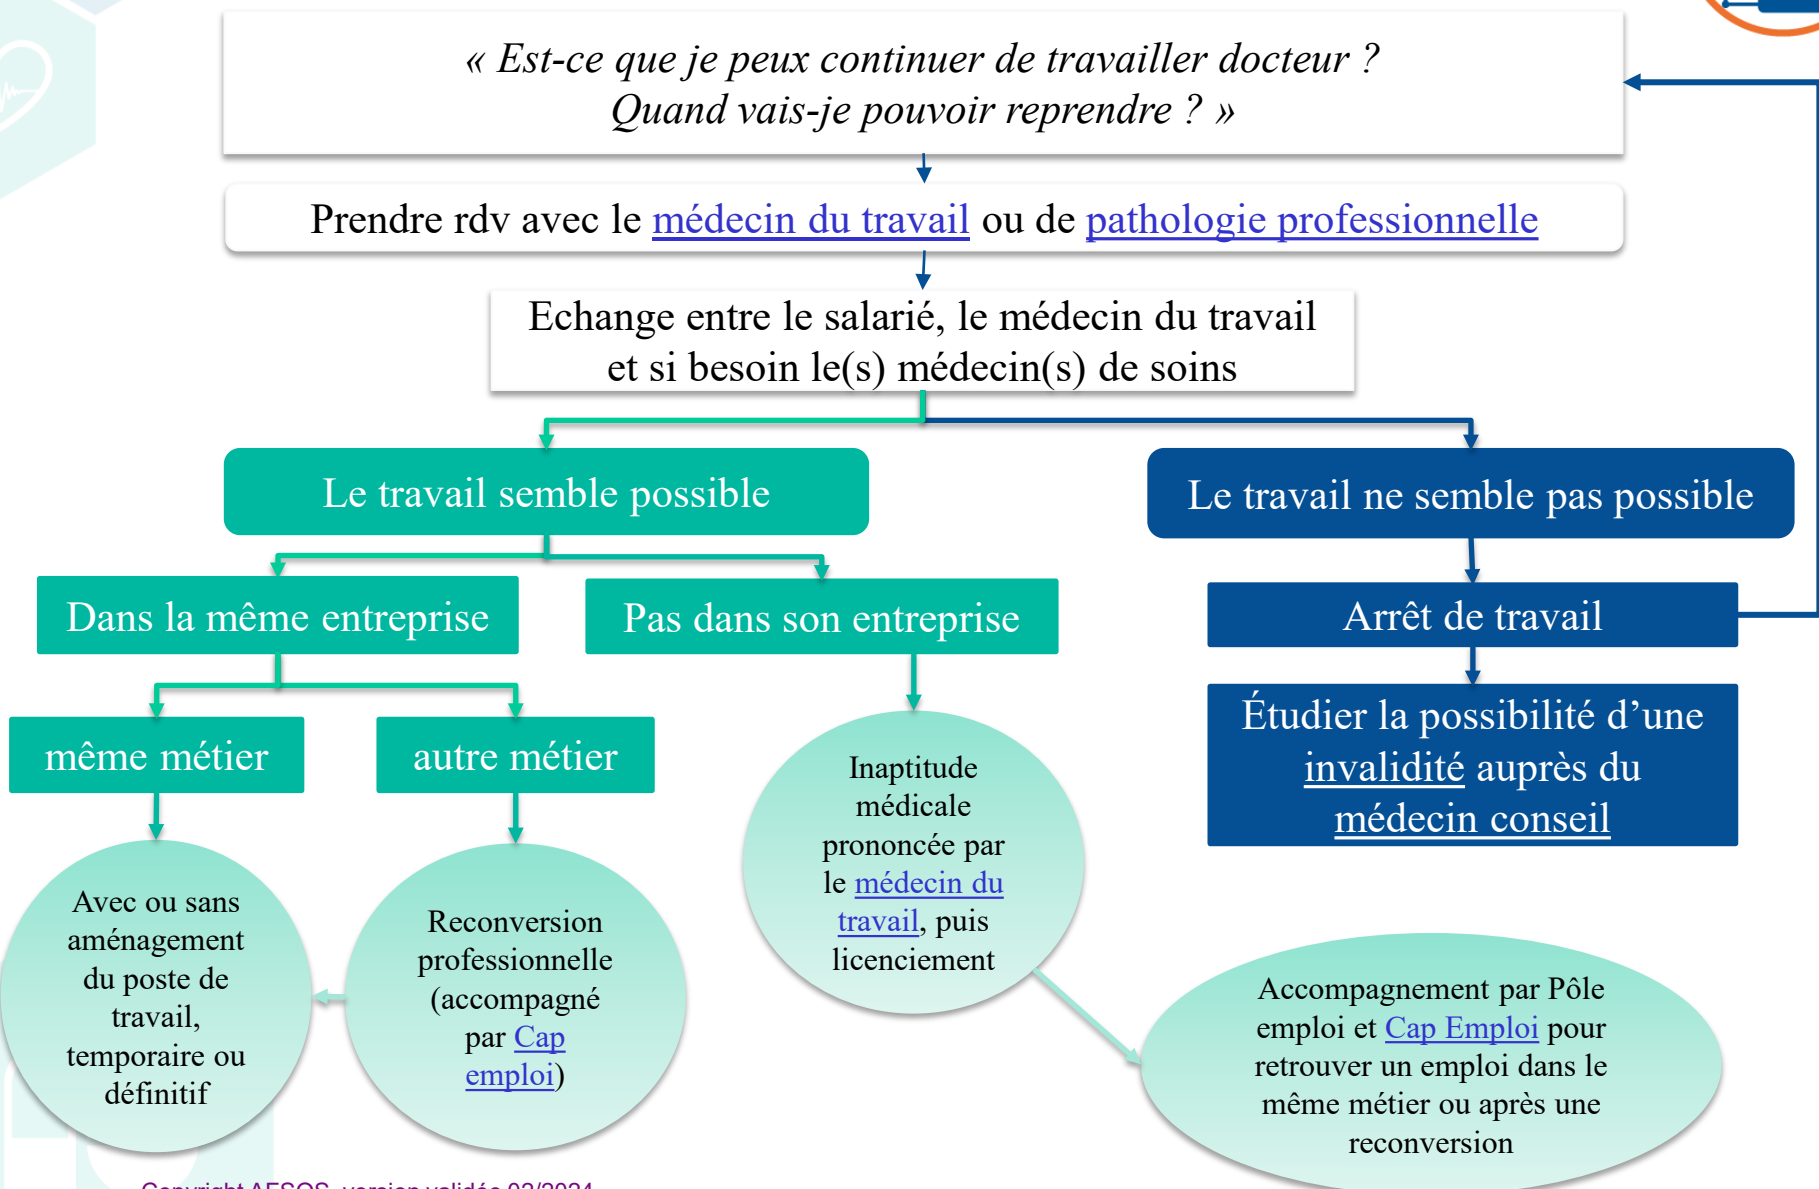 « Est-ce que je peux continuer de travailler docteur ?
Quand vais-je pouvoir reprendre ? »
Prendre rdv avec le médecin du travail ou de pathologie professionnelle
Echange entre le salarié, le médecin du travail
et si besoin le(s) médecin(s) de soins
Le travail semble possible
Le travail ne semble pas possible
Dans la même entreprise
Pas dans son entreprise
Arrêt de travail
même métier
autre métier
Étudier la possibilité d’une
invalidité auprès du
médecin conseil
Inaptitude
médicale
prononcée par
le médecin du
travail, puis
licenciement
Avec ou sans
aménagement
du poste de
travail,
temporaire ou
définitif
Reconversion
professionnelle
(accompagné
par Cap
emploi)
Accompagnement par Pôle
emploi et Cap Emploi pour
retrouver un emploi dans le
même métier ou après une
reconversion
Copyright AFSOS, version validée 02/2024